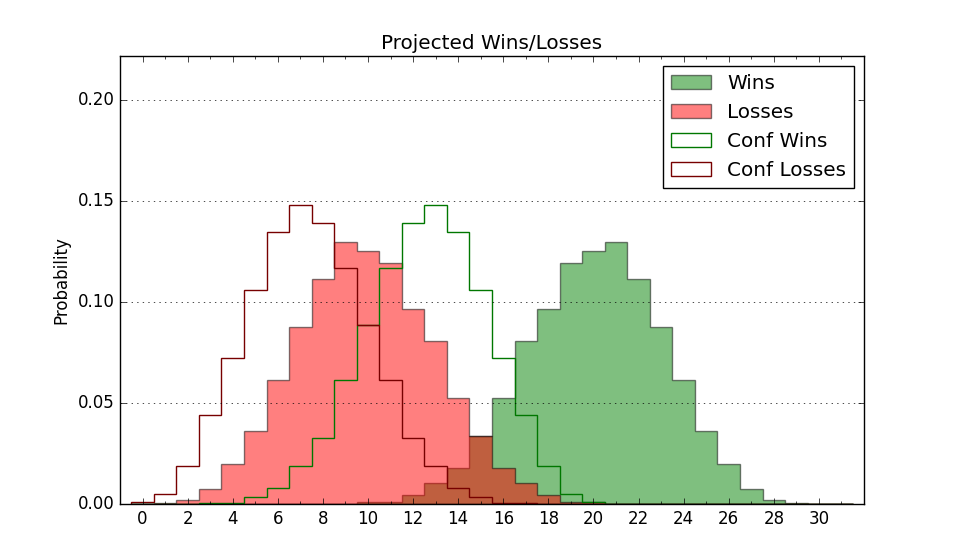 Projected Wins/Losses
Wins
Losses
Conf Wins
Conf Losses
Probability
0.20
0.15
0.10
0.05
0.00
0 2 4 6 8 10 12 14 16 18 20 22 24 26 28 30